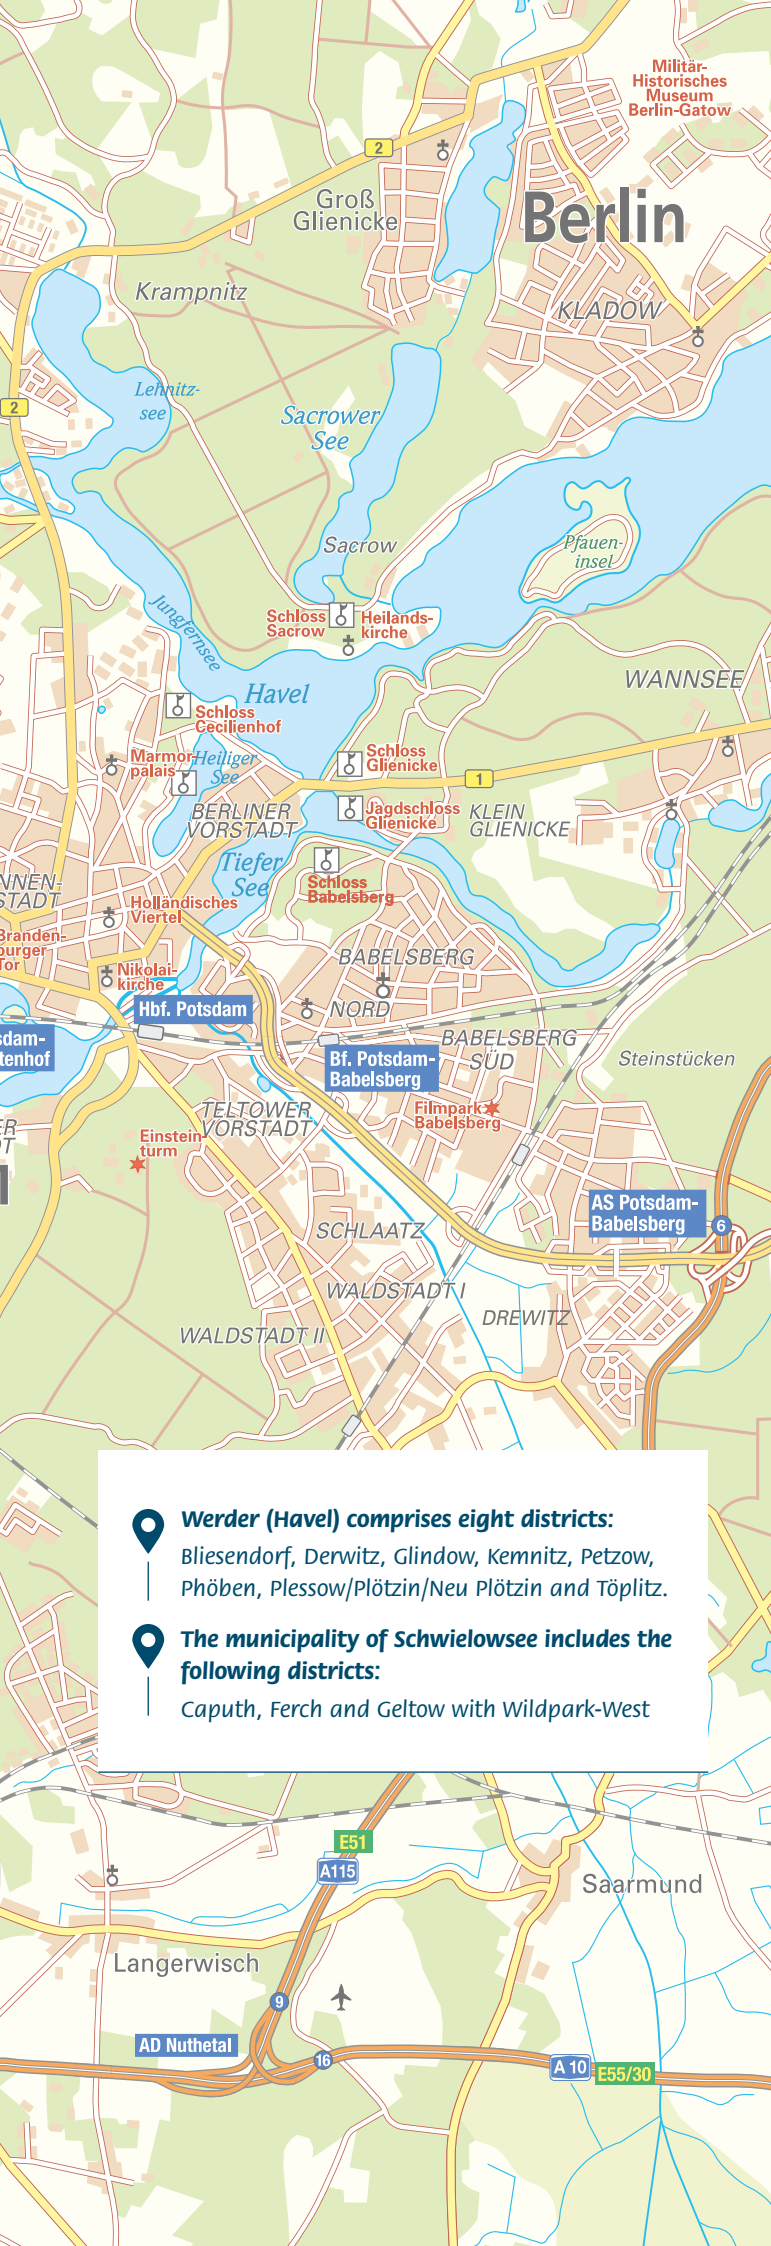 Militär-
Historisches
Museum
Berlin-Gatow
2
Groß
Glienicke
Berlin
Krampnitz
KLADOW
Lehnitz-
see
2
Sacrower
See
Sacrow
Pfauen-
insel
Jungfernsee
Schloss
Sacrow
Heilands-
kirche
Havel
WANNSEE
Schloss
Cecilienhof
Marmor-
palais
Heiliger
See
Schloss
Glienicke
1
BERLINER
VORSTADT
Jagdschloss
Glienicke
KLEIN
GLIENICKE
Tiefer
See
Schloss
Babelsberg
NNEN-
STADT
Holländisches
Viertel
Branden-
burger
Tor
BABELSBERG
NORD
Nikolai-
kirche
Hbf. Potsdam
sdam-
tenhof
Bf. Potsdam-
Babelsberg
BABELSBERG
SÜD
Steinstücken
TELTOWER
VORSTADT
Filmpark
Babelsberg
ER
DT
Einstein-
turm
AS Potsdam-
Babelsberg
6
SCHLAATZ
WALDSTADT I
DREWITZ
WALDSTADT II
Werder (Havel) comprises eight districts:
Bliesendorf, Derwitz, Glindow, Kemnitz, Petzow,
Phöben, Plessow/Plötzin/Neu Plötzin and Töplitz.
The municipality of Schwielowsee includes the
following districts:
Caputh, Ferch and Geltow with Wildpark-West
E51
A115
Saarmund
Langerwisch
9
AD Nuthetal
16
A 10
E55/30